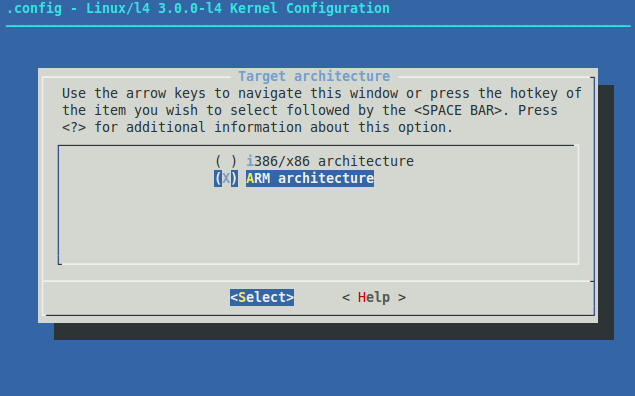 .config - Linux/l4 3.0.0-l4 Kernel Configuration
Target architecture
Use the arrow keys to navigate this window or press the hotkey of
the item you wish to select followed by the <SPACE BAR>. Press
<?> for additional information about this option.
( ) i386/x86 architecture
(X) ARM architecture
<Select> < Help >